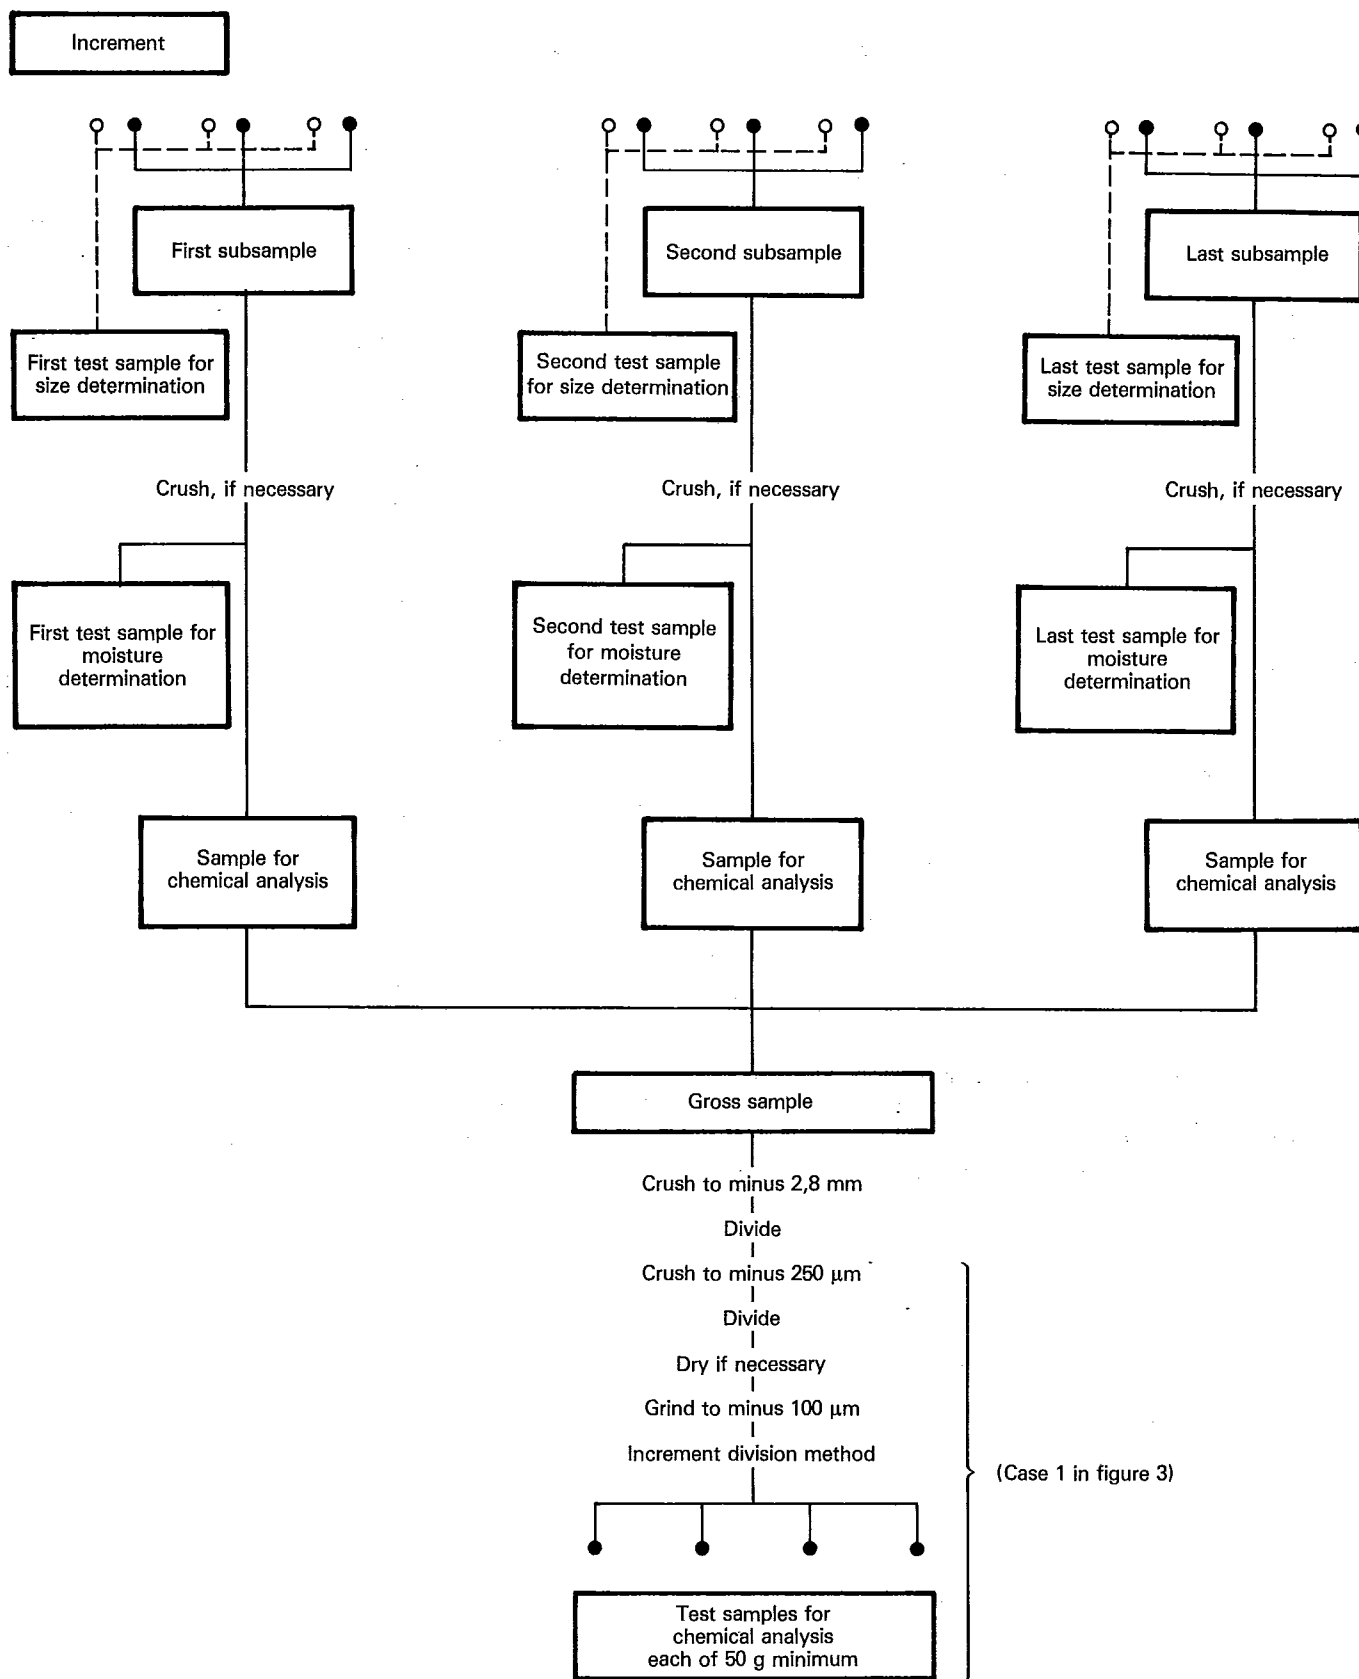 Increment
First subsample
Second subsample
Last subsample
First test sample for
size determination
Second test sample
for size determination
Last test sample for
size determination
Crush, if necessary
Crush, if necessary
Crush, if necessary
First test sample for
moisture
determination
Second test sample
for moisture
determination
Last test sample for
moisture
determination
Sample for
chemical analysis
Sample for
chemical analysis
Sample for
chemical analysis
Gross sample
Crush to minus 2,8 mm
Divide
Crush to minus 250 µm
Divide
Dry if necessary
Grind to minus 100 µm
Increment division method
(Case 1 in figure 3)
Test samples for
chemical analysis
each of 50 g minimum